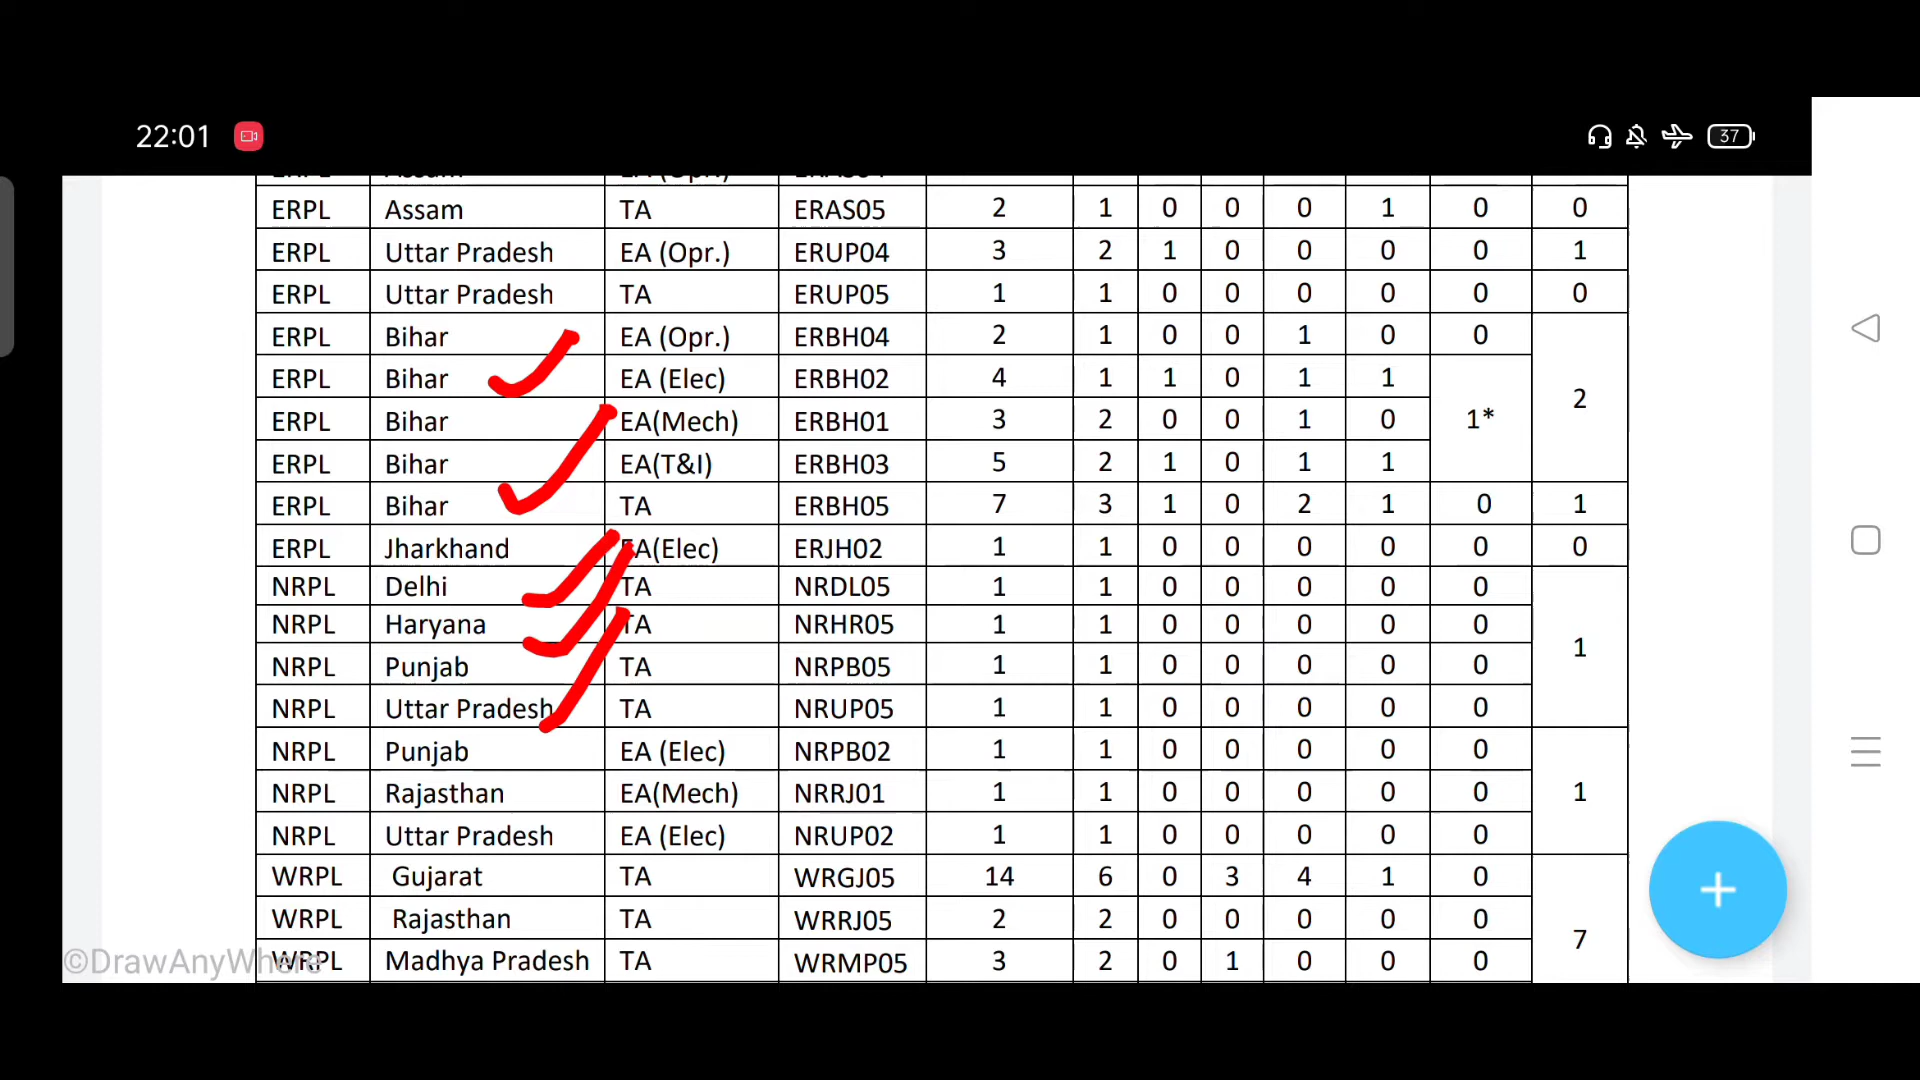 22:01
37
ERPL Assam TA ERAS05 2 1 0 0 0 1 0 0
ERPL Uttar Pradesh EA (Opr.) ERUP04 3 2 1 0 0 0 0 1
ERPL Uttar Pradesh TA ERUP05 1 1 0 0 0 0 0 0
ERPL Bihar EA (Opr.) ERBH04 2 1 0 0 1 0 0
ERPL Bihar EA (Elec) ERBH02 4 1 1 0 1 1
2
ERPL Bihar EA(Mech) ERBH01 3 2 0 0 1 0 1*
ERPL Bihar EA(T&I) ERBH03 5 2 1 0 1 1
ERPL Bihar TA ERBH05 7 3 1 0 2 1 0 1
ERPL Jharkhand EA(Elec) ERJH02 1 1 0 0 0 0 0 0
NRPL Delhi TA NRDL05 1 1 0 0 0 0 0
NRPL Haryana TA NRHR05 1 1 0 0 0 0 0
1
NRPL Punjab TA NRPB05 1 1 0 0 0 0 0
NRPL Uttar Pradesh TA NRUP05 1 1 0 0 0 0 0
NRPL Punjab EA (Elec) NRPB02 1 1 0 0 0 0 0
NRPL Rajasthan EA(Mech) NRRJ01 1 1 0 0 0 0 0 1
NRPL Uttar Pradesh EA (Elec) NRUP02 1 1 0 0 0 0 0
WRPL Gujarat TA WRGJ05 14 6 0 3 4 1 0
WRPL Rajasthan TA WRRJ05 2 2 0 0 0 0 0
7
WRPL Madhya Pradesh TA WRMP05 3 2 0 1 0 0 0
©DrawAnyWhere